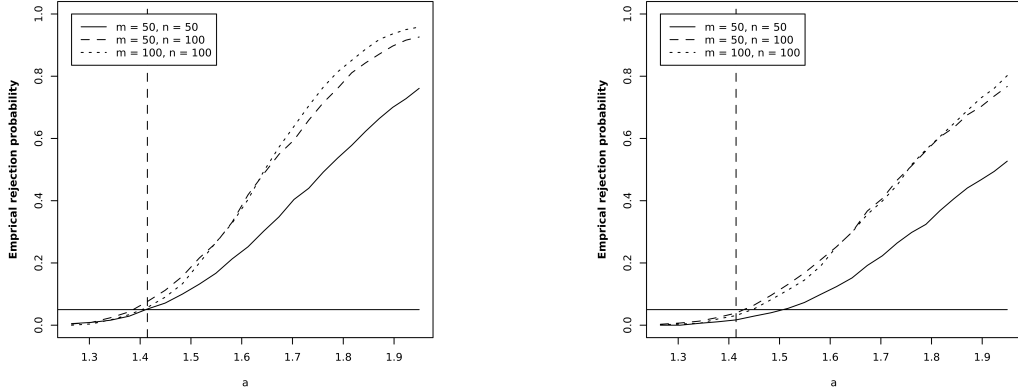 m = 50, n = 50
m = 50, n = 100
m = 100, n = 100
Emprical rejection probability
0.0 0.2 0.4 0.6 0.8 1.0
1.3 1.4 1.5 1.6 1.7 1.8 1.9
a
m = 50, n = 50
m = 50, n = 100
m = 100, n = 100
Emprical rejection probability
0.0 0.2 0.4 0.6 0.8 1.0
1.3 1.4 1.5 1.6 1.7 1.8 1.9
a